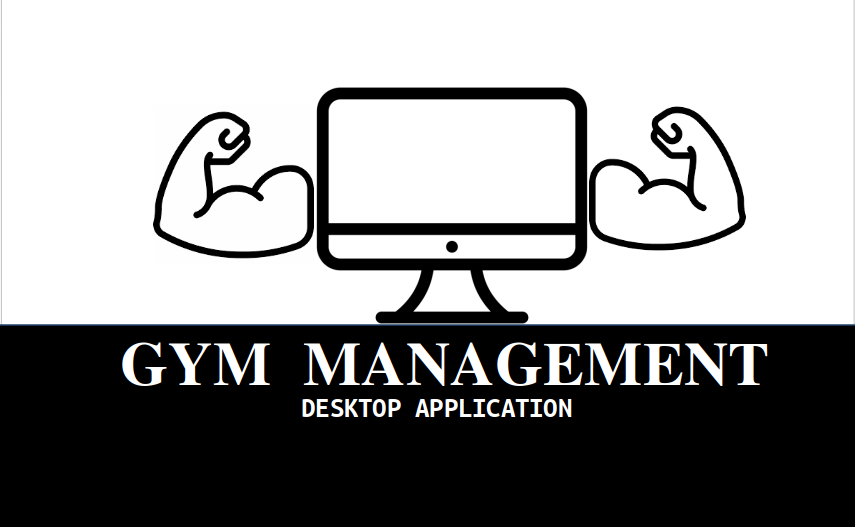 GYM MANAGEMENT
DESKTOP APPLICATION